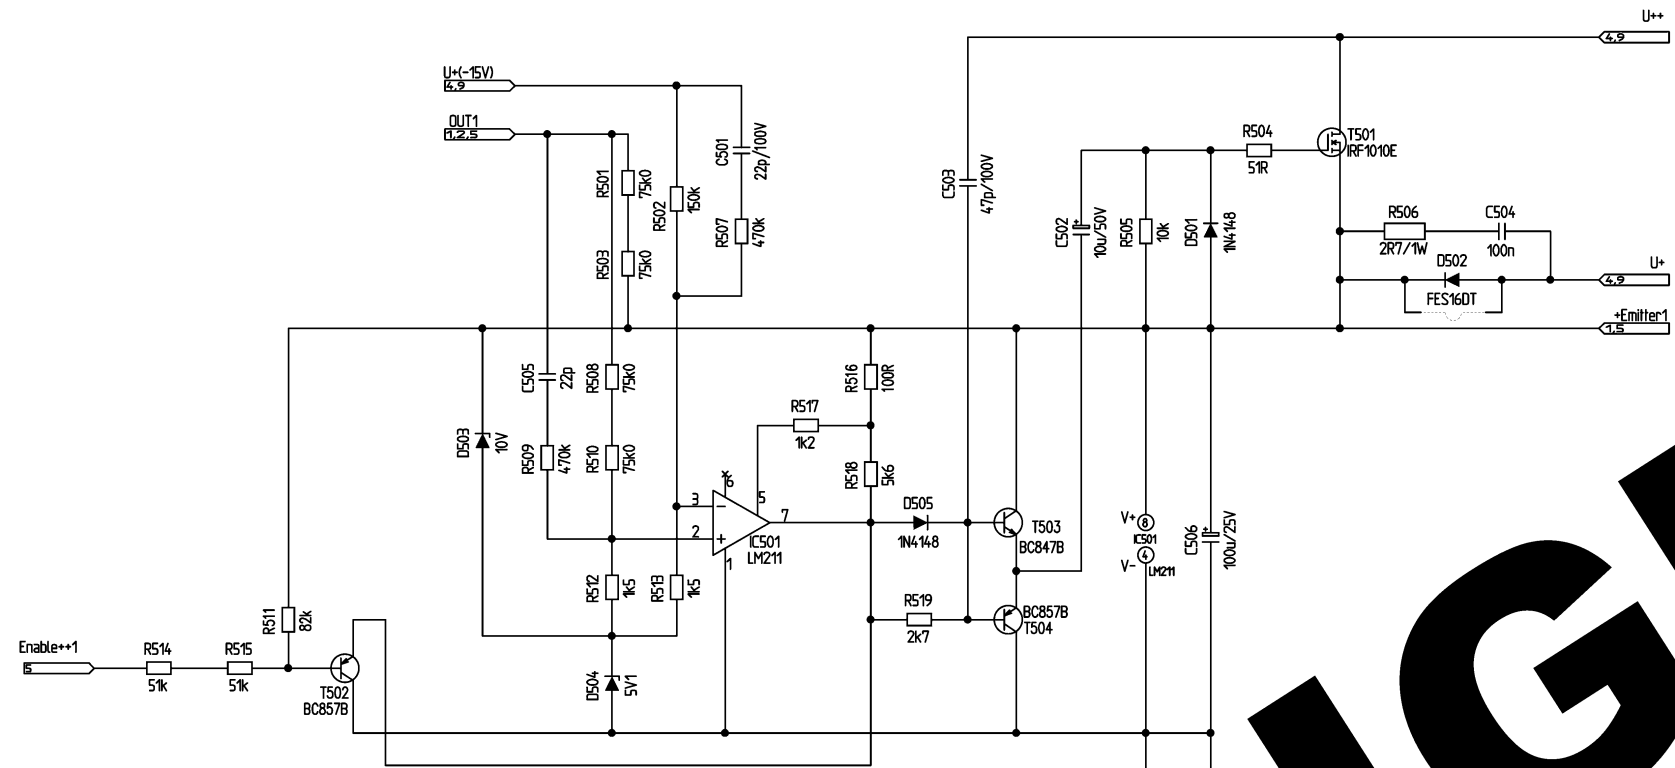 U++
4,9
U+(-15V)
4,9
OUT1
1,2,5
C501
22p/100V
R501
75k0
R502
150k
R507
470k
R503
75k0
C503
47p/100V
R504
51R
T501
IRF1010E
C502
10u/50V
R505
10k
D501
1N4148
R506
2R7/1W
C504
100n
D502
FES16DT
U+
4,9
+Emitter1
1,5
C505
22p
R508
75k0
R516
100R
D503
10V
R509
470k
R510
75k0
R517
1k2
R518
5k6
6
5
3
2
7
1
IC501
LM211
D505
1N4148
T503
BC847B
V+
8
IC501
4
V-
LM211
C506
100u/25V
R512
1k5
R513
1k5
R519
2k7
BC857B
T504
R511
82k
Enable++1
5
R514
51k
R515
51k
T502
BC857B
D504
5V1